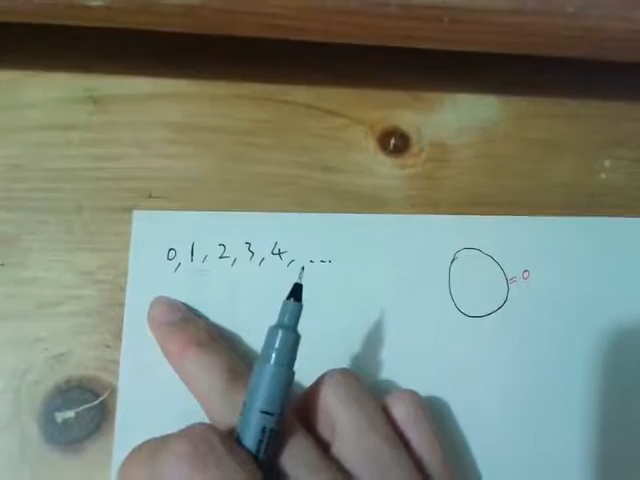 0, 1, 2, 3, 4, ...
= 0